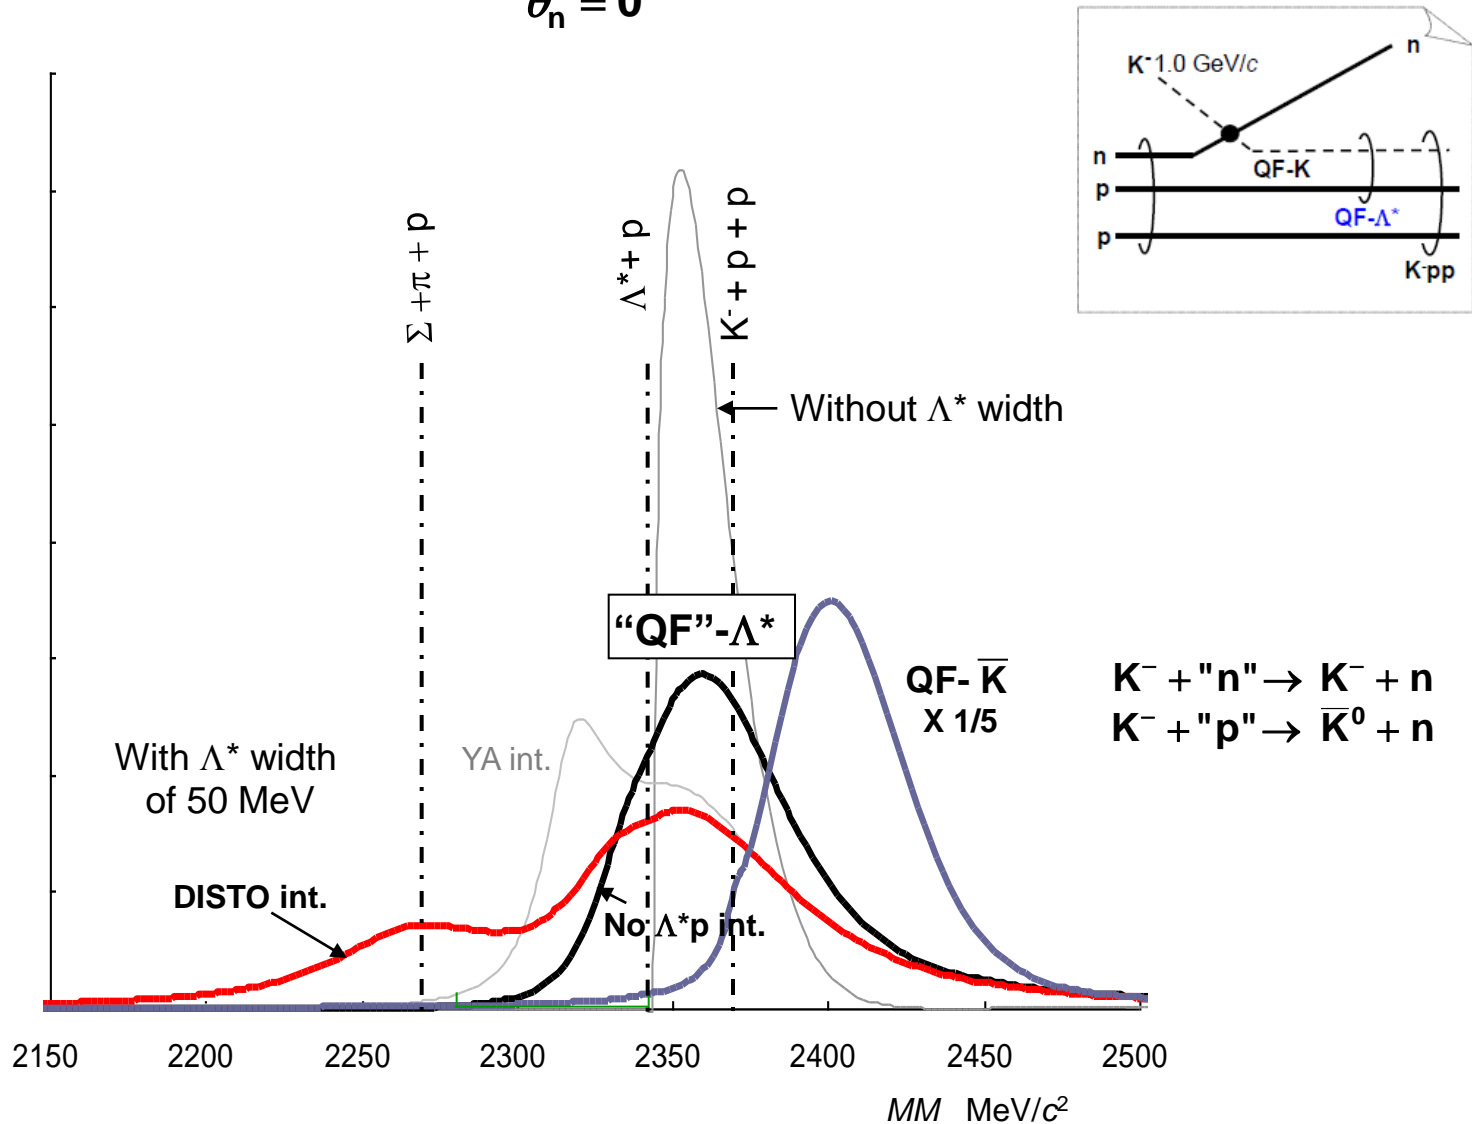 θn = 0
K- 1.0 GeV/c
n
n
QF-K
p
QF-Λ*
p
K-pp
Σ +π + p
Λ*+ p
K- + p + p
Without Λ* width
“QF”-Λ*
QF- K̅
X 1/5
K− + "n" → K− + n
K− + "p" → K̅0 + n
With Λ* width
of 50 MeV
YA int.
DISTO int.
No Λ*p int.
2150 2200 2250 2300 2350 2400 2450 2500
MM MeV/c2